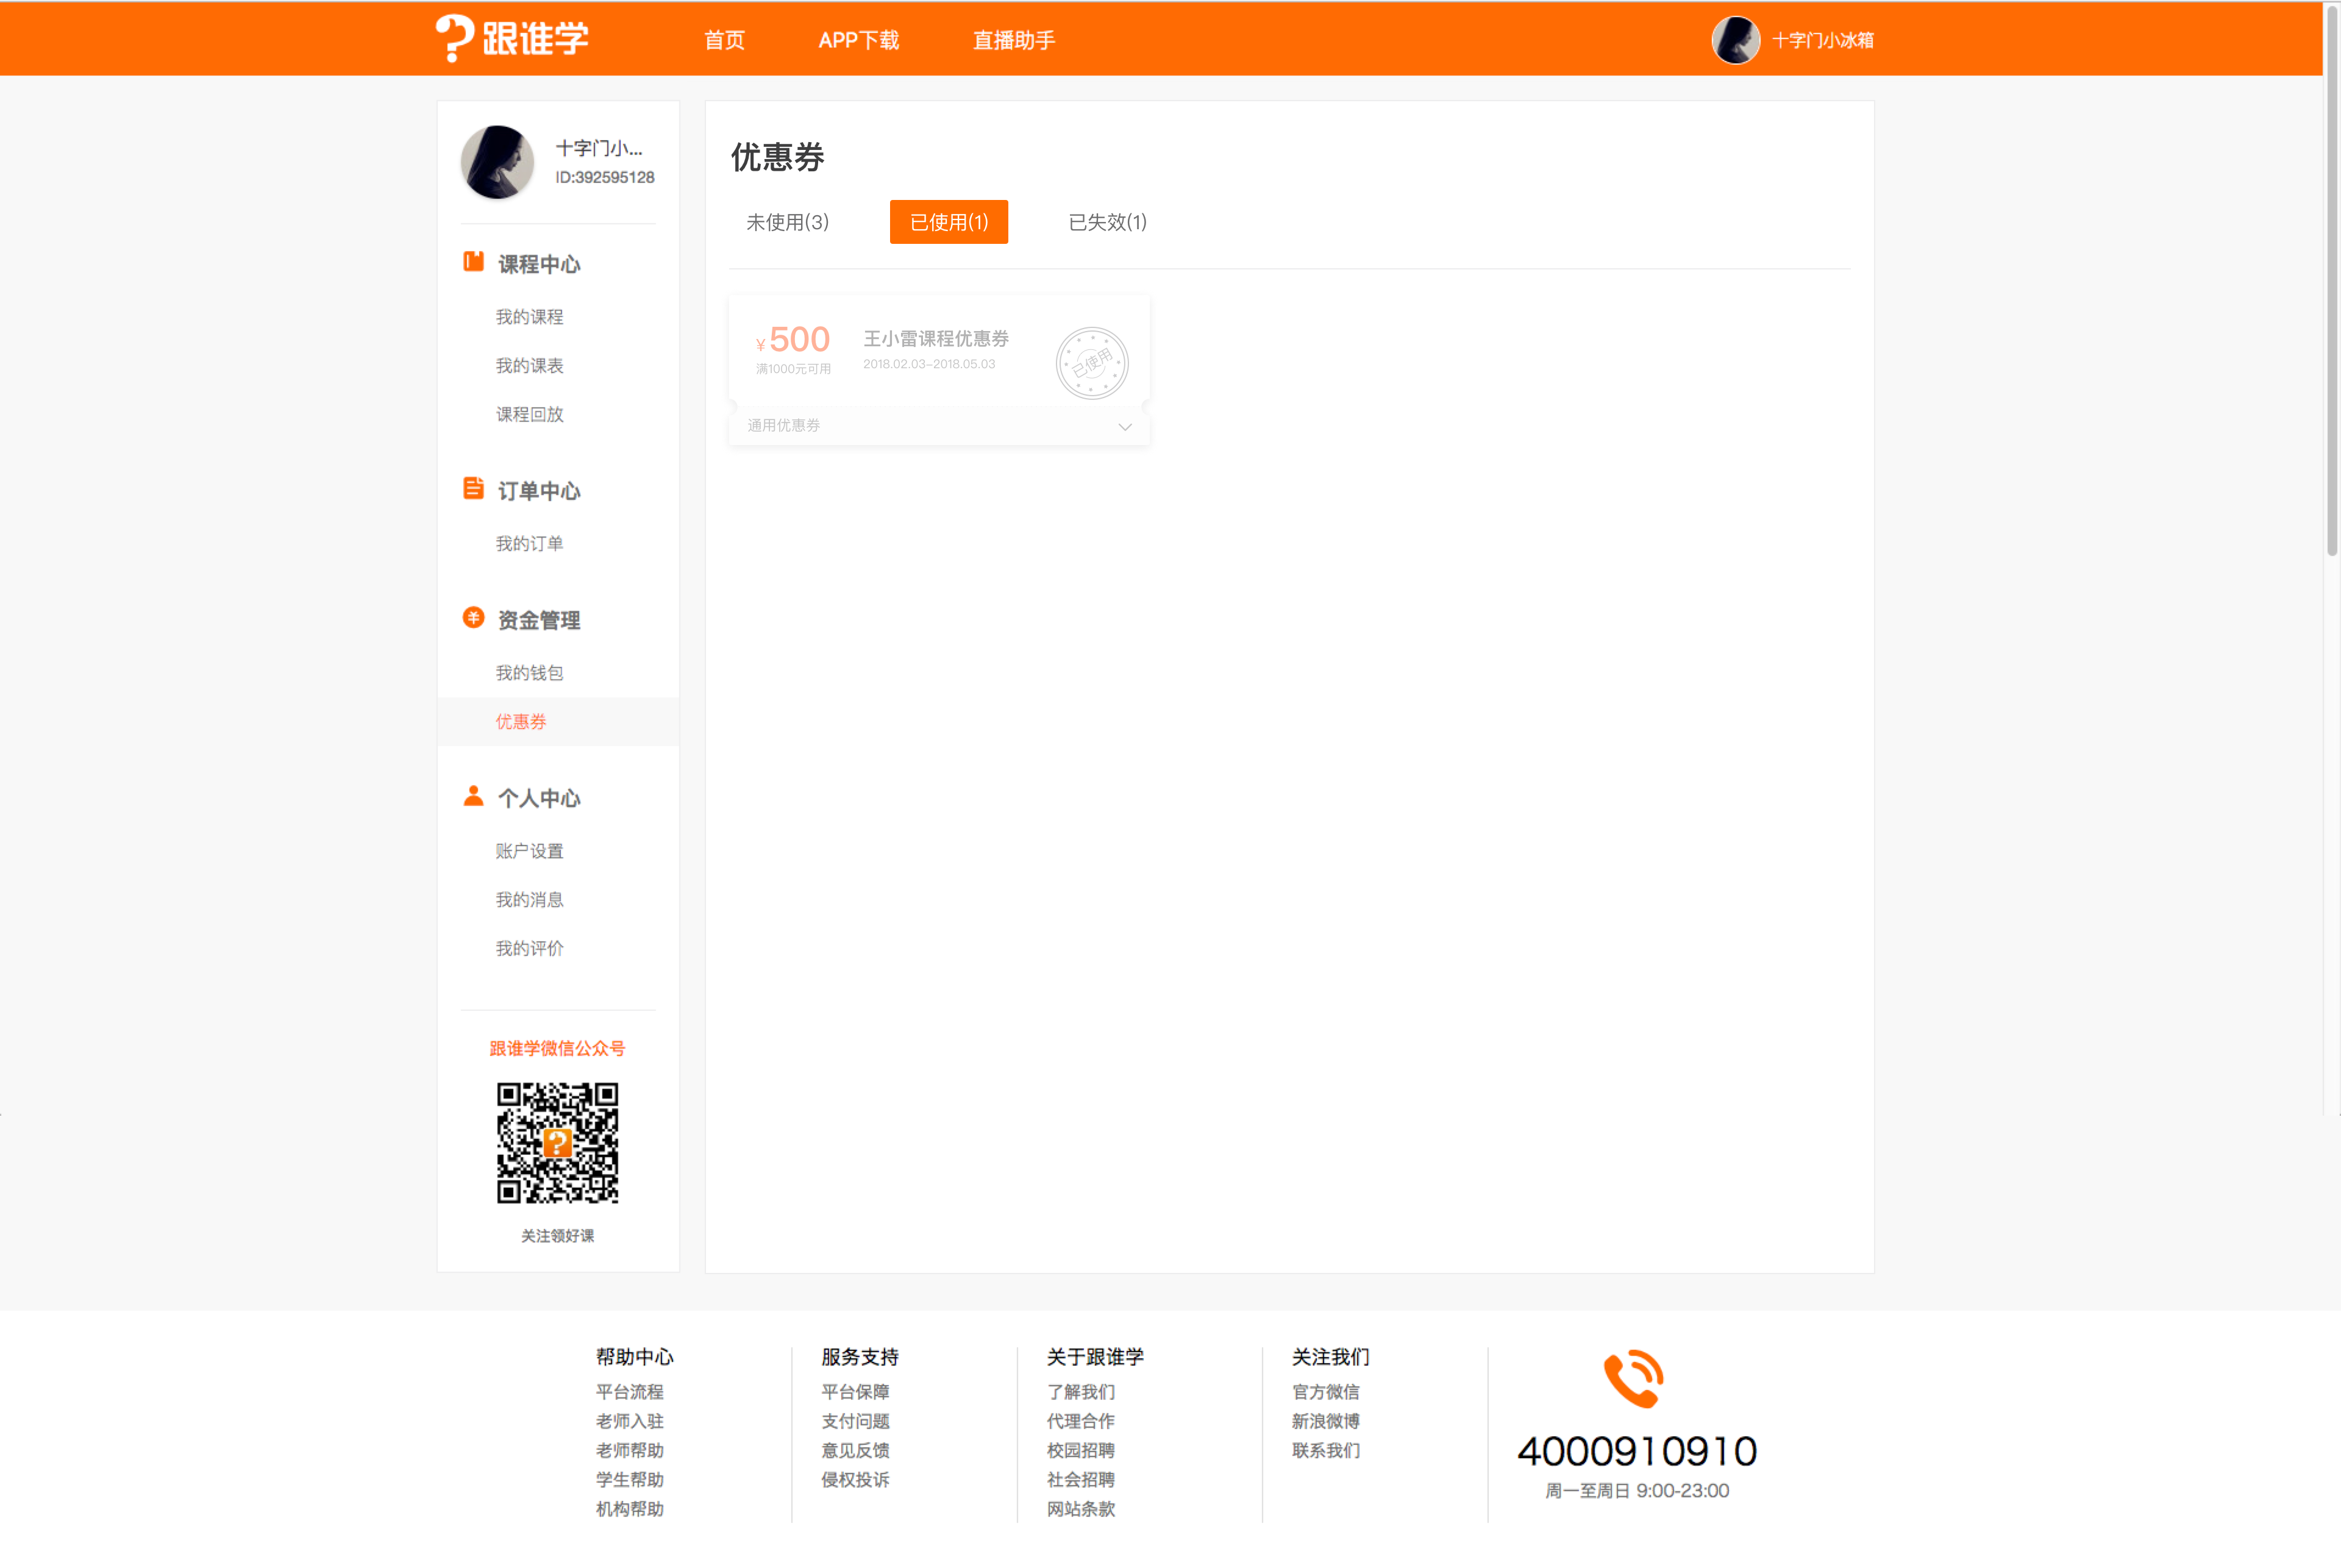 跟谁学
首页
APP下载
直播助手
十字门小冰箱
十字门小...
ID:392595128
课程中心
我的课程
我的课表
课程回放
订单中心
我的订单
资金管理
我的钱包
优惠券
个人中心
账户设置
我的消息
我的评价
跟谁学微信公众号
关注领好课
优惠券
未使用(3)
已使用(1)
已失效(1)
¥500
满1000元可用
王小雷课程优惠券
2018.02.03-2018.05.03
已使用
通用优惠券
帮助中心
平台流程
老师入驻
老师帮助
学生帮助
机构帮助
服务支持
平台保障
支付问题
意见反馈
侵权投诉
关于跟谁学
了解我们
代理合作
校园招聘
社会招聘
网站条款
关注我们
官方微信
新浪微博
联系我们
4000910910
周一至周日 9:00-23:00